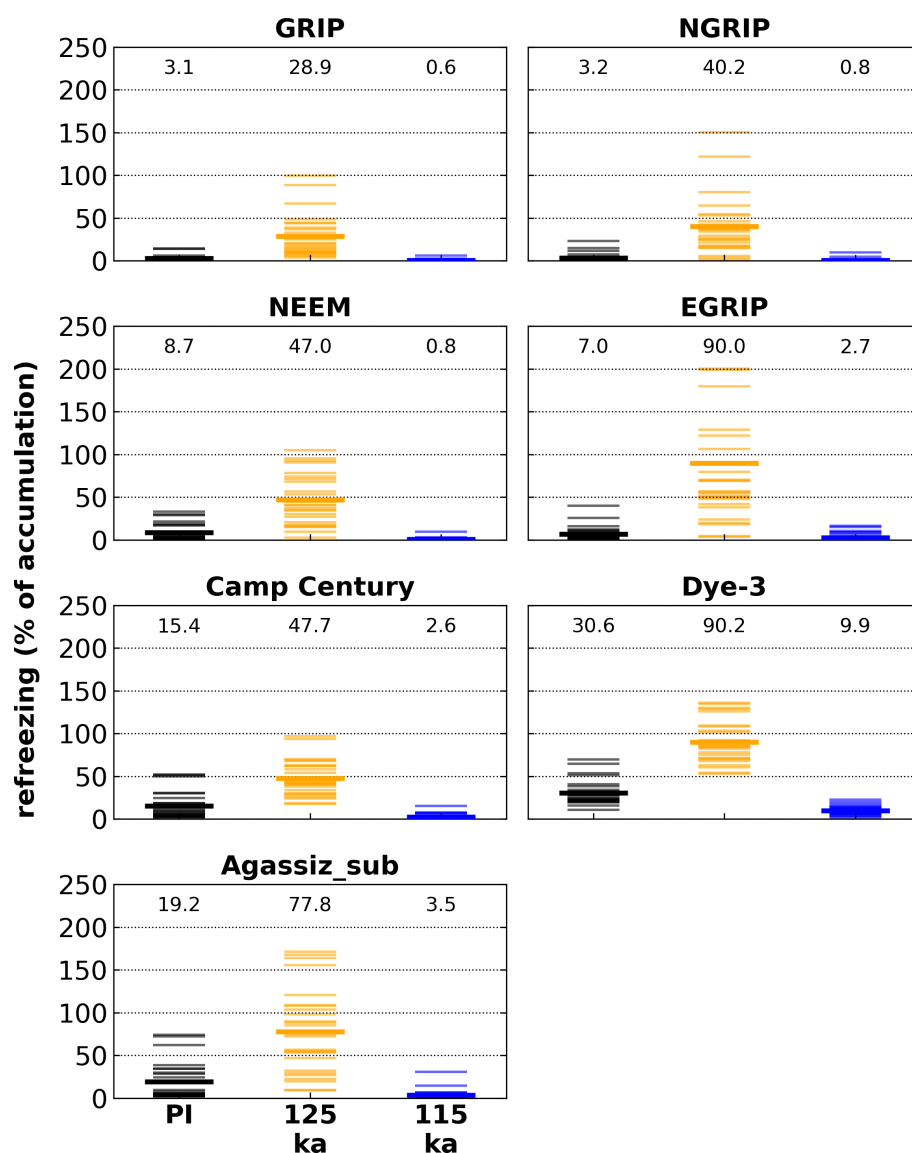 GRIP
NGRIP
250
200
150
100
50
0
3.1 28.9 0.6
3.2 40.2 0.8
NEEM
EGRIP
250
200
150
100
50
0
8.7 47.0 0.8
7.0 90.0 2.7
refreezing (% of accumulation)
Camp Century
Dye-3
250
200
150
100
50
0
15.4 47.7 2.6
30.6 90.2 9.9
Agassiz_sub
250
200
150
100
50
0
19.2 77.8 3.5
PI 125 115
ka ka